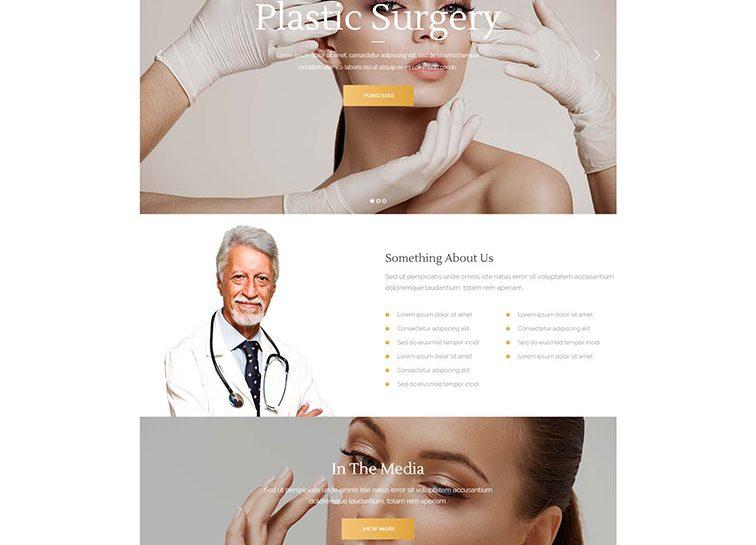 Plastic Surgery
Lorem ipsum dolor sit amet, consectetur adipiscing elit, sed do eiusmod tempor
incididun utemco laboris nisi ut aliquip ex ea commodo condo.
PURCHASE
Something About Us
Sed ut perspiciatis unde omnis iste natus error sit voluptatem accusantium
doloremque laudantium, totam rem aperiam.
Lorem ipsum dolor sit amet
Consectetur adipiscing elit
Sed do eiusmod tempor incidi
Lorem ipsum dolor sit amet
Consectetur adipiscing elit
Sed do eiusmod tempor incidi
Lorem ipsum dolor sit amet
Consectetur adipiscing elit
Sed do eiusmod tempor incidi
Lorem ipsum dolor sit amet
In The Media
Sed ut perspiciatis unde omnis iste natus error sit voluptatem accusantium
doloremque laudantium, totam rem aperiam.
VIEW MORE